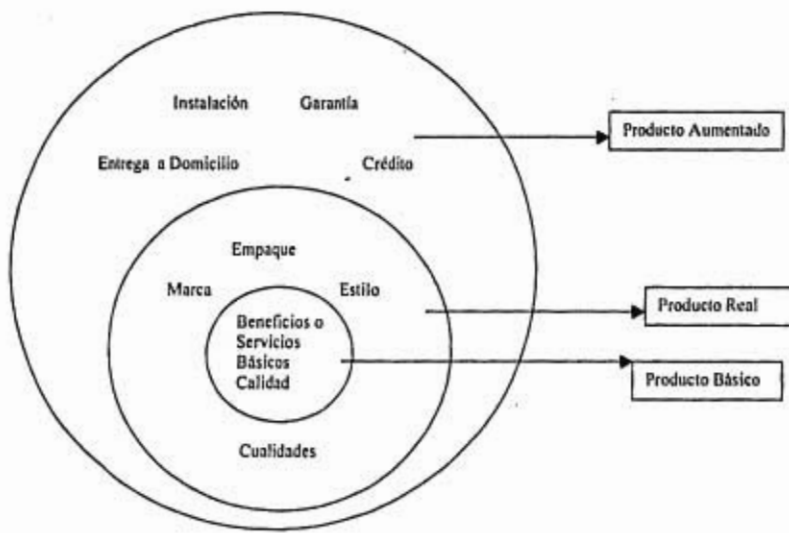 Instalación Garantía
Producto Aumentado
Entrega a Domicilio Crédito
Empaque
Marca Estilo
Producto Real
Beneficios o
Servicios
Básicos
Calidad
Producto Básico
Cualidades